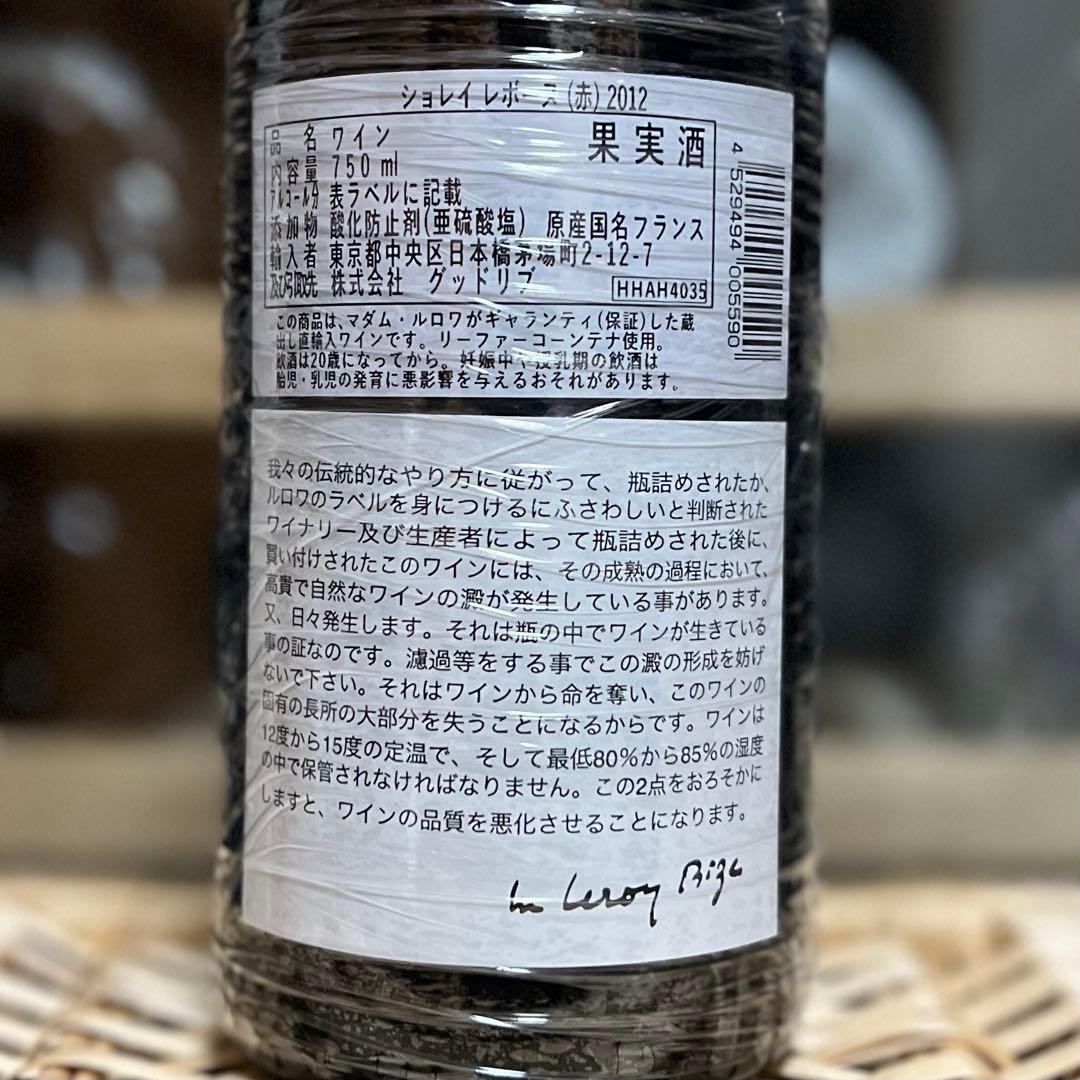 ショレイ レボーヌ (赤) 2012
品名 ワイン
果実酒
内容量 750 ml
アルコール分 表ラベルに記載
添加物 酸化防止剤(亜硫酸塩) 原産国名フランス
輸入者 東京都中央区日本橋茅場町2-12-7
及び引取先 株式会社 グッドリブ
HHAH4035
4 529494 005590
この商品は、マダム・ルロワがギャランティ(保証)した蔵
出し直輸入ワインです。リーファーコーンテナ使用。
飲酒は20歳になってから。妊娠中や授乳期の飲酒は
胎児・乳児の発育に悪影響を与えるおそれがあります。
我々の伝統的なやり方に従がって、瓶詰めされたか、
ルロワのラベルを身につけるにふさわしいと判断された
ワイナリー及び生産者によって瓶詰めされた後に、
買い付けされたこのワインには、その成熟の過程において、
高貴で自然なワインの澱が発生している事があります。
又、日々発生します。それは瓶の中でワインが生きている
事の証なのです。濾過等をする事でこの澱の形成を妨げ
ないで下さい。それはワインから命を奪い、このワインの
固有の長所の大部分を失うことになるからです。ワインは
12度から15度の定温で、そして最低80%から85%の湿度
の中で保管されなければなりません。この2点をおろそかに
しますと、ワインの品質を悪化させることになります。
Leroy Bize